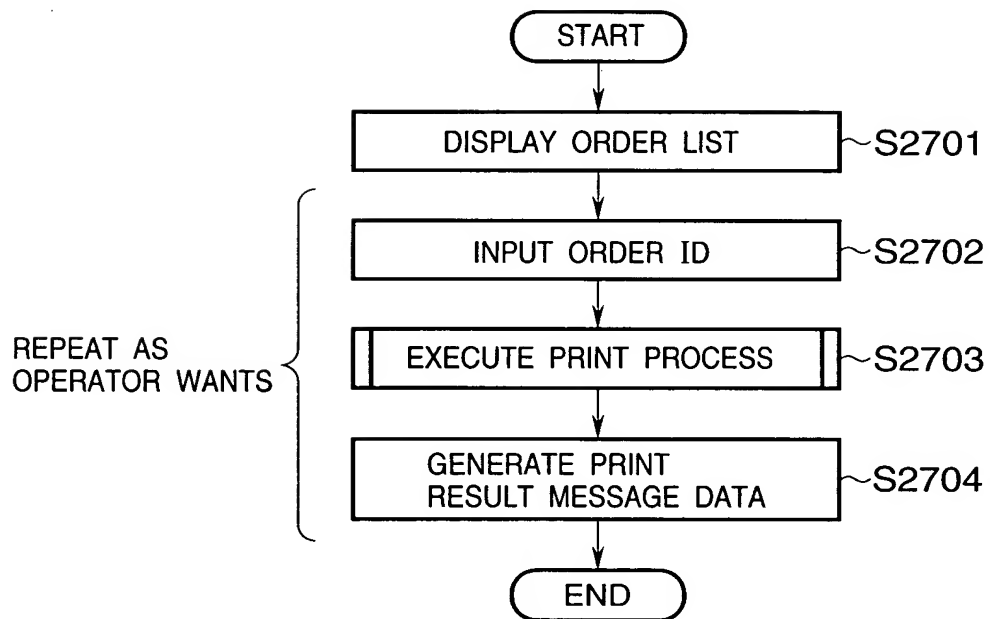 START
DISPLAY ORDER LIST
S2701
INPUT ORDER ID
S2702
REPEAT AS
OPERATOR WANTS
EXECUTE PRINT PROCESS
S2703
GENERATE PRINT
RESULT MESSAGE DATA
S2704
END